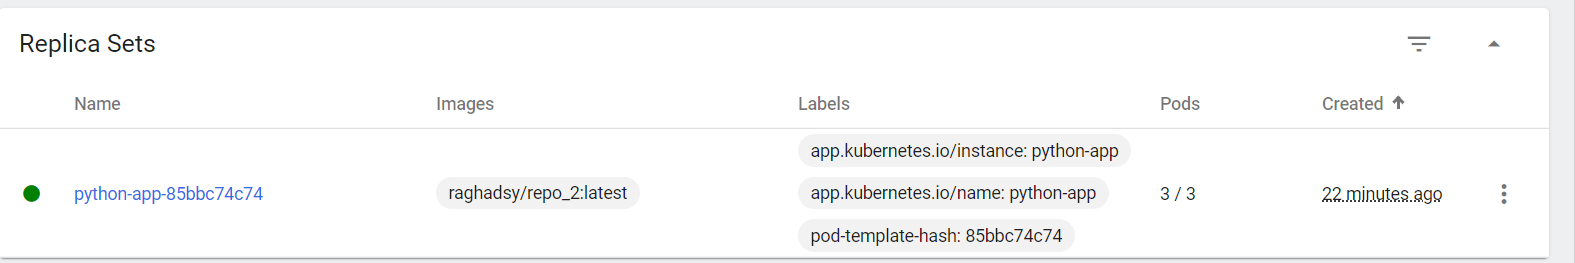 Replica Sets
Name Images Labels Pods Created
app.kubernetes.io/instance: python-app
python-app-85bbc74c74 raghadsy/repo_2:latest app.kubernetes.io/name: python-app 3 / 3 22 minutes ago
pod-template-hash: 85bbc74c74